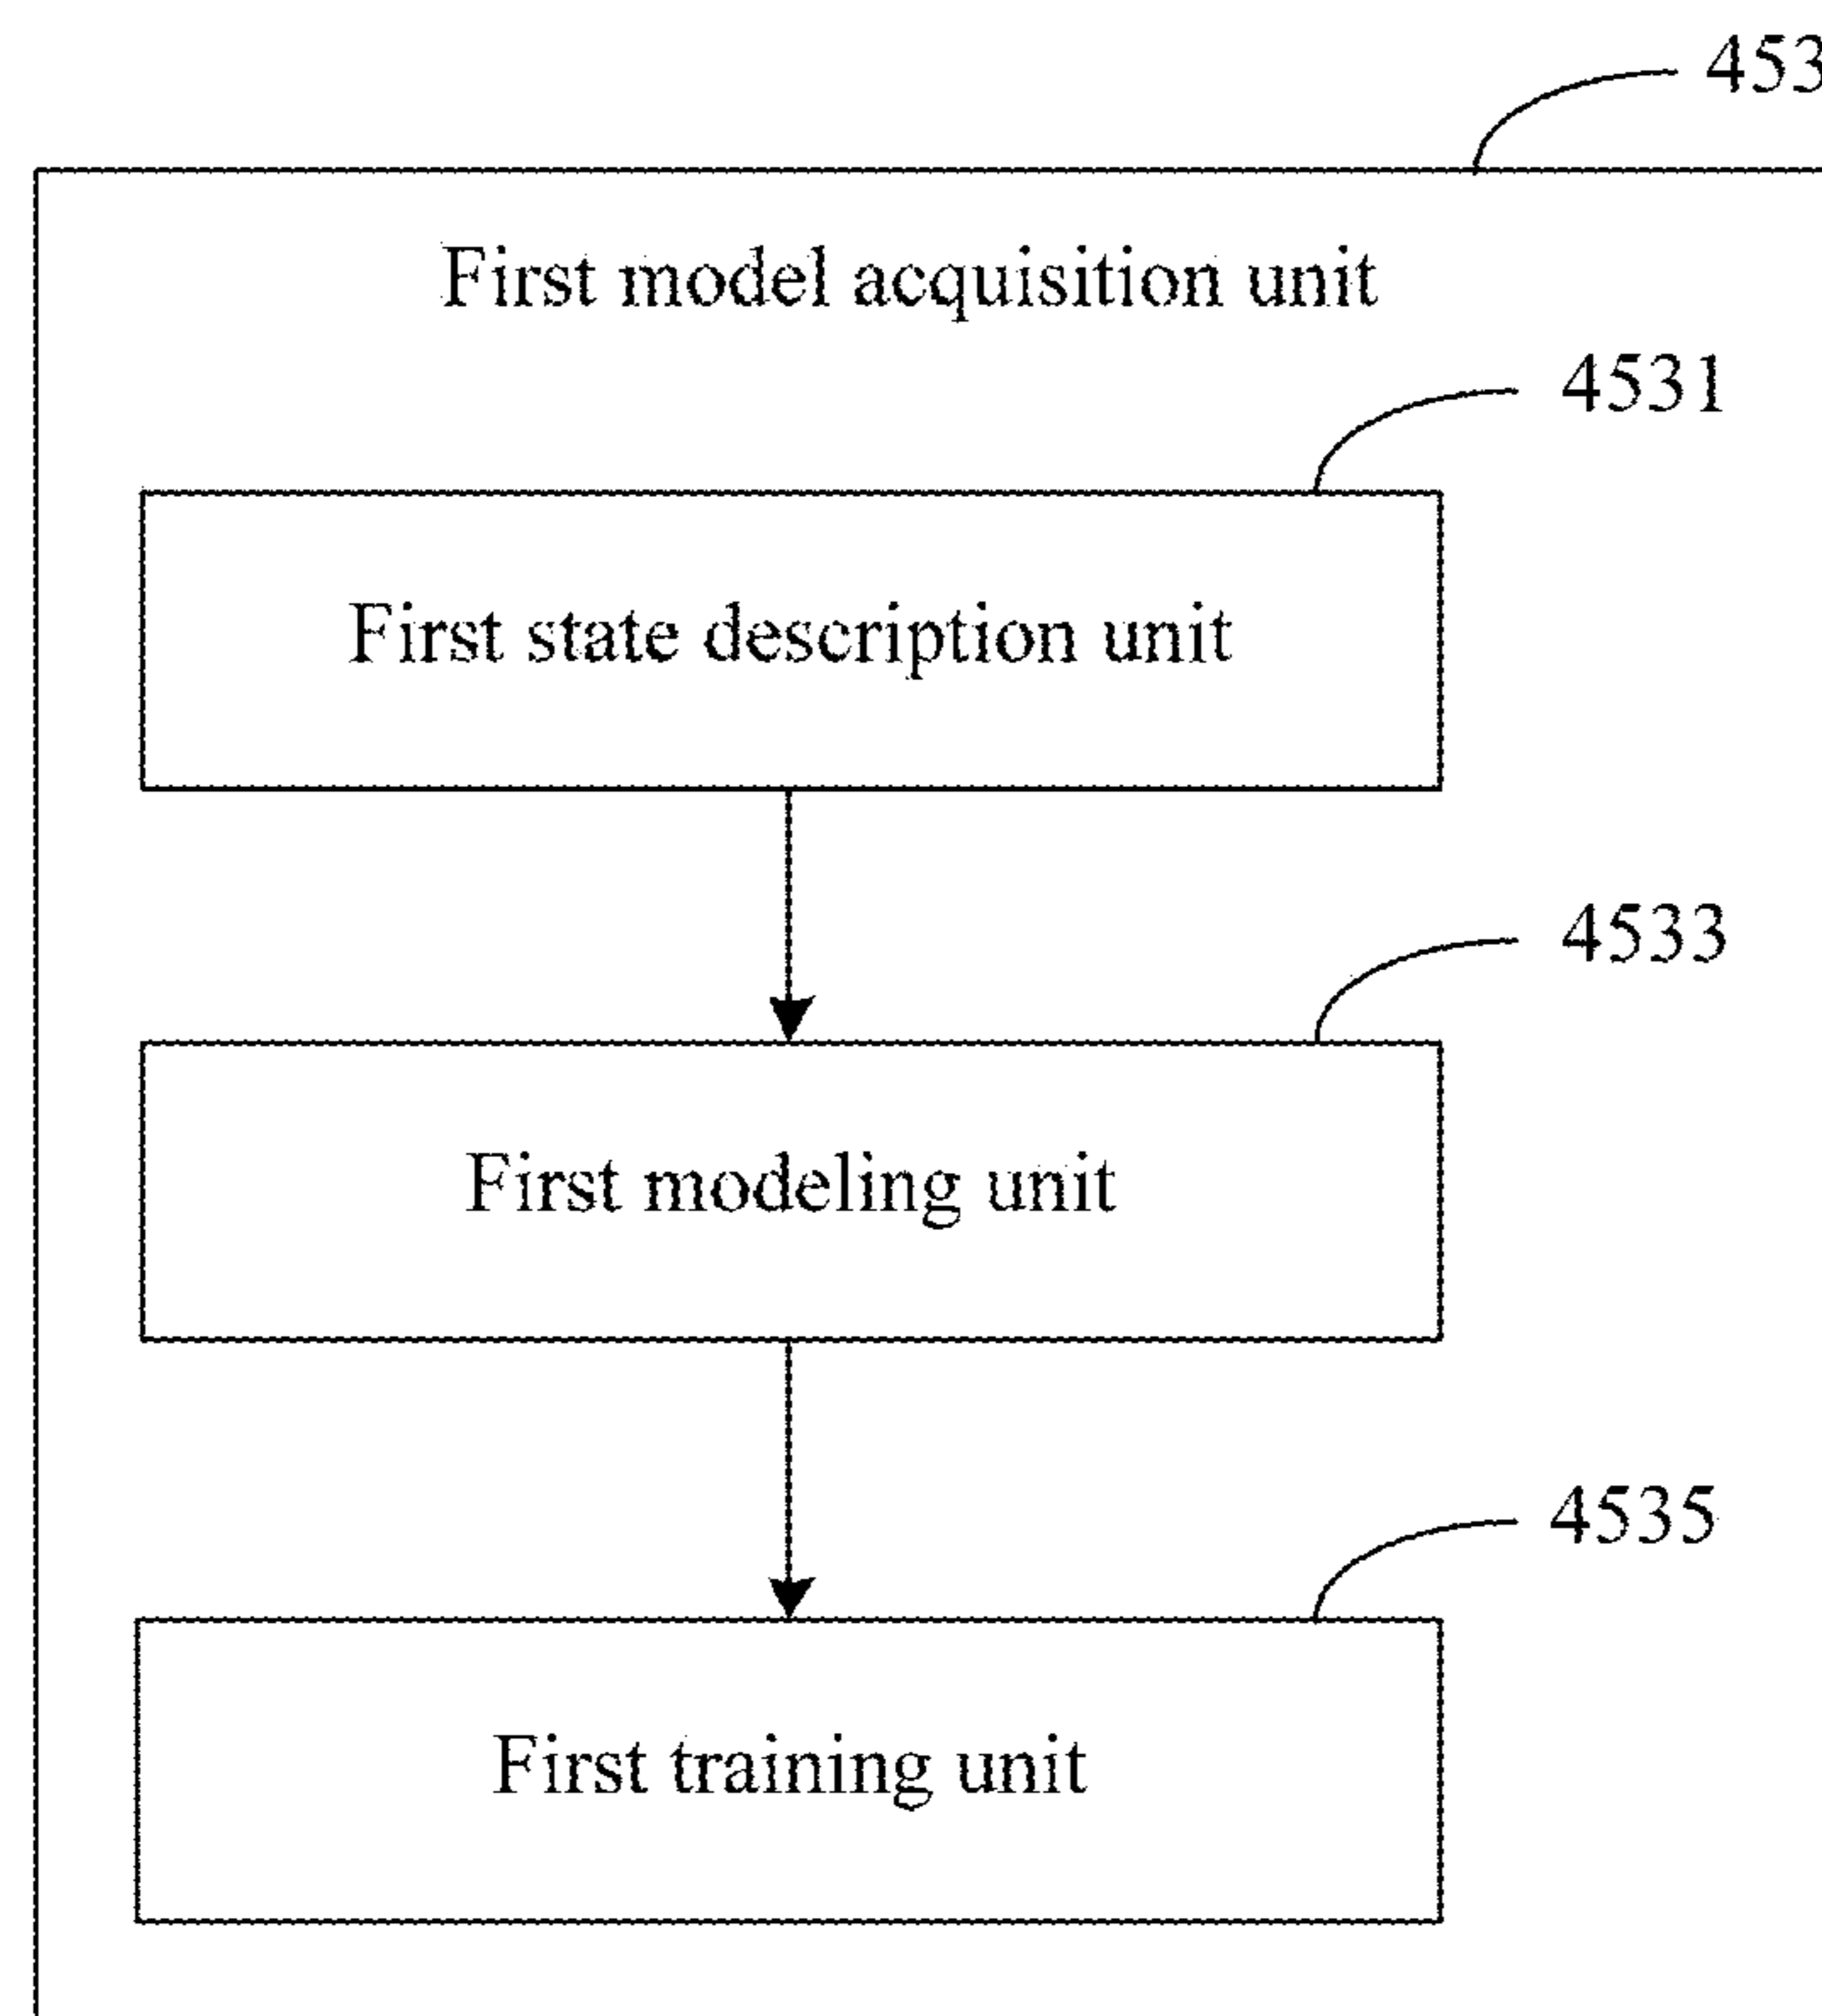 453
First model acquisition unit
4531
First state description unit
4533
First modeling unit
4535
First training unit